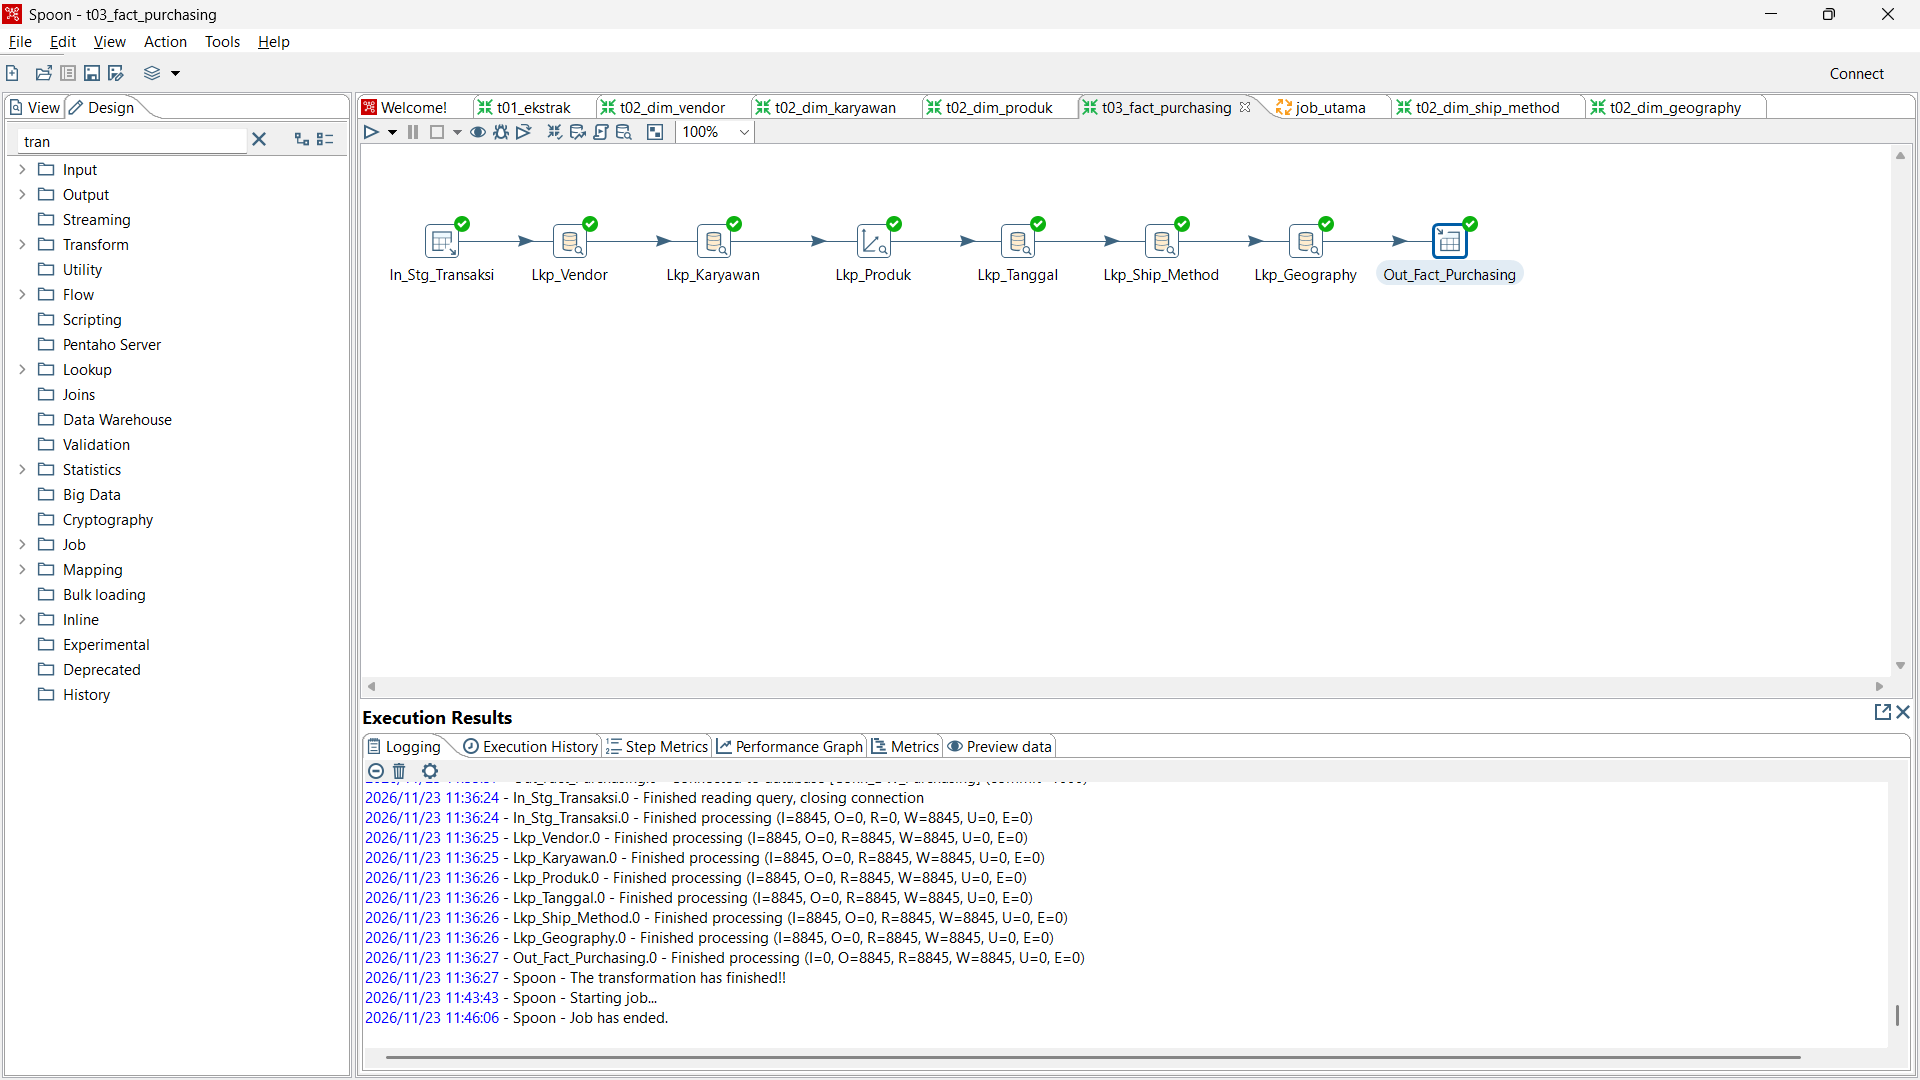 Spoon - t03_fact_purchasing
File Edit View Action Tools Help
Connect
View Design
Welcome! t01_ekstrak t02_dim_vendor t02_dim_karyawan t02_dim_produk t03_fact_purchasing job_utama t02_dim_ship_method t02_dim_geography
100%
tran
Input
Output
Streaming
Transform
Utility
Flow
Scripting
Pentaho Server
Lookup
Joins
Data Warehouse
Validation
Statistics
Big Data
Cryptography
Job
Mapping
Bulk loading
Inline
Experimental
Deprecated
History
In_Stg_Transaksi Lkp_Vendor Lkp_Karyawan Lkp_Produk Lkp_Tanggal Lkp_Ship_Method Lkp_Geography Out_Fact_Purchasing
Execution Results
Logging Execution History Step Metrics Performance Graph Metrics Preview data
2026/11/23 11:36:24 - In_Stg_Transaksi.0 - Finished reading query, closing connection
2026/11/23 11:36:24 - In_Stg_Transaksi.0 - Finished processing (I=8845, O=0, R=0, W=8845, U=0, E=0)
2026/11/23 11:36:25 - Lkp_Vendor.0 - Finished processing (I=8845, O=0, R=8845, W=8845, U=0, E=0)
2026/11/23 11:36:25 - Lkp_Karyawan.0 - Finished processing (I=8845, O=0, R=8845, W=8845, U=0, E=0)
2026/11/23 11:36:26 - Lkp_Produk.0 - Finished processing (I=8845, O=0, R=8845, W=8845, U=0, E=0)
2026/11/23 11:36:26 - Lkp_Tanggal.0 - Finished processing (I=8845, O=0, R=8845, W=8845, U=0, E=0)
2026/11/23 11:36:26 - Lkp_Ship_Method.0 - Finished processing (I=8845, O=0, R=8845, W=8845, U=0, E=0)
2026/11/23 11:36:26 - Lkp_Geography.0 - Finished processing (I=8845, O=0, R=8845, W=8845, U=0, E=0)
2026/11/23 11:36:27 - Out_Fact_Purchasing.0 - Finished processing (I=0, O=8845, R=8845, W=8845, U=0, E=0)
2026/11/23 11:36:27 - Spoon - The transformation has finished!!
2026/11/23 11:43:43 - Spoon - Starting job...
2026/11/23 11:46:06 - Spoon - Job has ended.